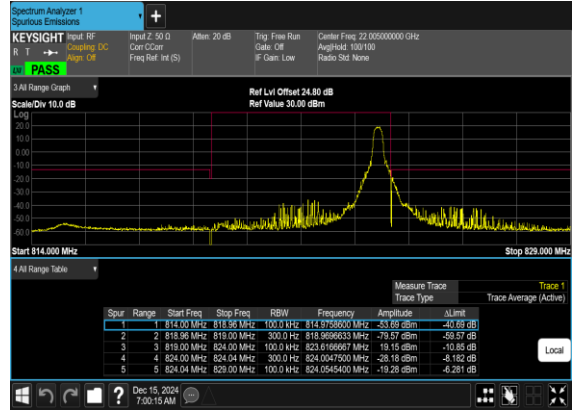 Spectrum Analyzer 1
Spurious Emissions
+
KEYSIGHT Input: RF Input Z: 50 Ω Atten: 20 dB Trig: Free Run Center Freq: 22.005000000 GHz
R T Coupling: DC Corr CCorr Gate: Off Avg|Hold: 100/100
Align: Off Freq Ref: Int (S) IF Gain: Low Radio Std: None
PASS
3 All Range Graph
Ref Lvl Offset 24.80 dB
Scale/Div 10.0 dB Ref Value 30.00 dBm
Log
20.0
10.0
0.00
-10.0
-20.0
-30.0
-40.0
-50.0
-60.0
Start 814.000 MHz Stop 829.000 MHz
4 All Range Table
Measure Trace Trace 1
Trace Type Trace Average (Active)
Spur Range Start Freq Stop Freq RBW Frequency Amplitude ΔLimit
1 1 814.00 MHz 818.96 MHz 100.0 kHz 814.9758600 MHz -53.69 dBm -40.69 dB
2 2 818.96 MHz 819.00 MHz 300.0 Hz 818.9696633 MHz -79.57 dBm -59.57 dB
3 3 819.00 MHz 824.00 MHz 100.0 kHz 823.6166667 MHz 19.15 dBm -10.85 dB
4 4 824.00 MHz 824.04 MHz 300.0 Hz 824.0047500 MHz -28.18 dBm -8.182 dB
5 5 824.04 MHz 829.00 MHz 100.0 kHz 824.0545400 MHz -19.28 dBm -6.281 dB
Local
?
Dec 15, 2024
7:00:15 AM